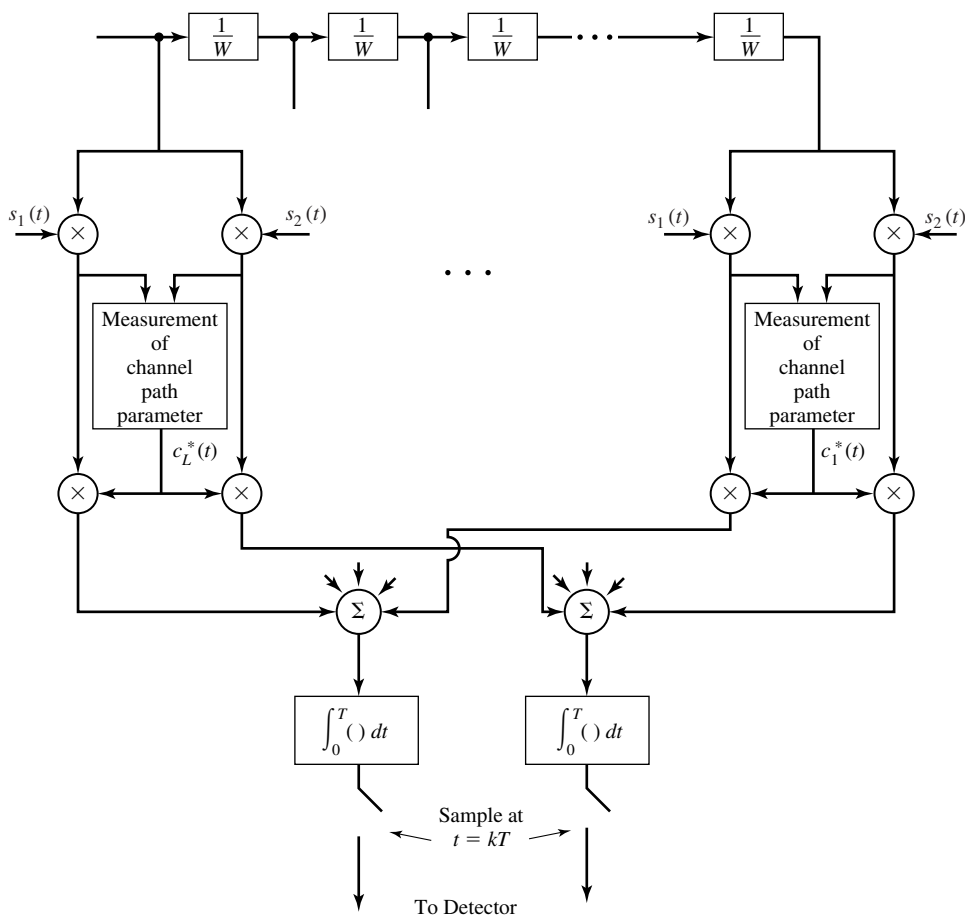 1/W 1/W 1/W · · · 1/W
s₁(t) × × s₂(t) s₁(t) × × s₂(t)
· · ·
Measurement
of
channel
path
parameter
Measurement
of
channel
path
parameter
c_L^*(t) c₁^*(t)
× × × ×
Σ Σ
∫₀ᵀ( ) dt ∫₀ᵀ( ) dt
Sample at
t = kT
To Detector